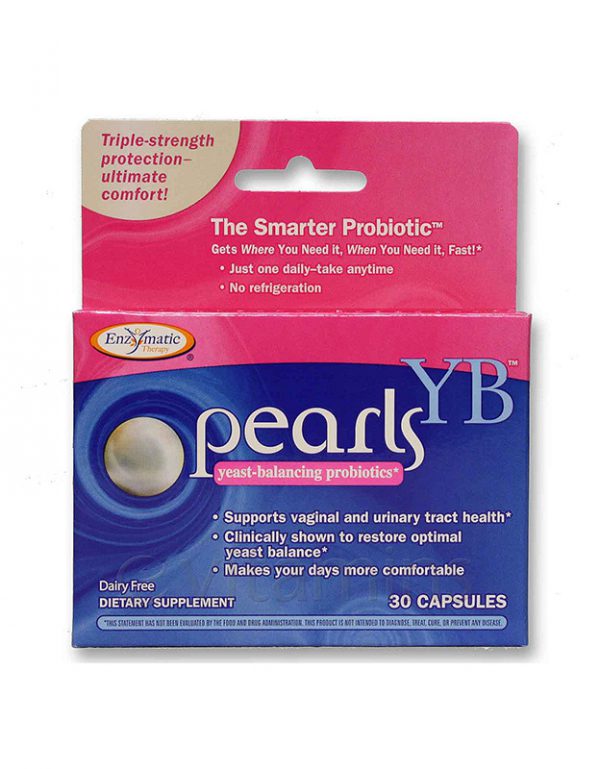 Triple-strength
protection–
ultimate
comfort!
The Smarter Probiotic™
Gets Where You Need it, When You Need it, Fast!*
• Just one daily–take anytime
• No refrigeration
Enzymatic
Therapy
®
YB™
pearls
yeast-balancing probiotics*
• Supports vaginal and urinary tract health*
• Clinically shown to restore optimal
yeast balance*
• Makes your days more comfortable
Dairy Free
DIETARY SUPPLEMENT
30 CAPSULES
*THIS STATEMENT HAS NOT BEEN EVALUATED BY THE FOOD AND DRUG ADMINISTRATION. THIS PRODUCT IS NOT INTENDED TO DIAGNOSE, TREAT, CURE, OR PREVENT ANY DISEASE.